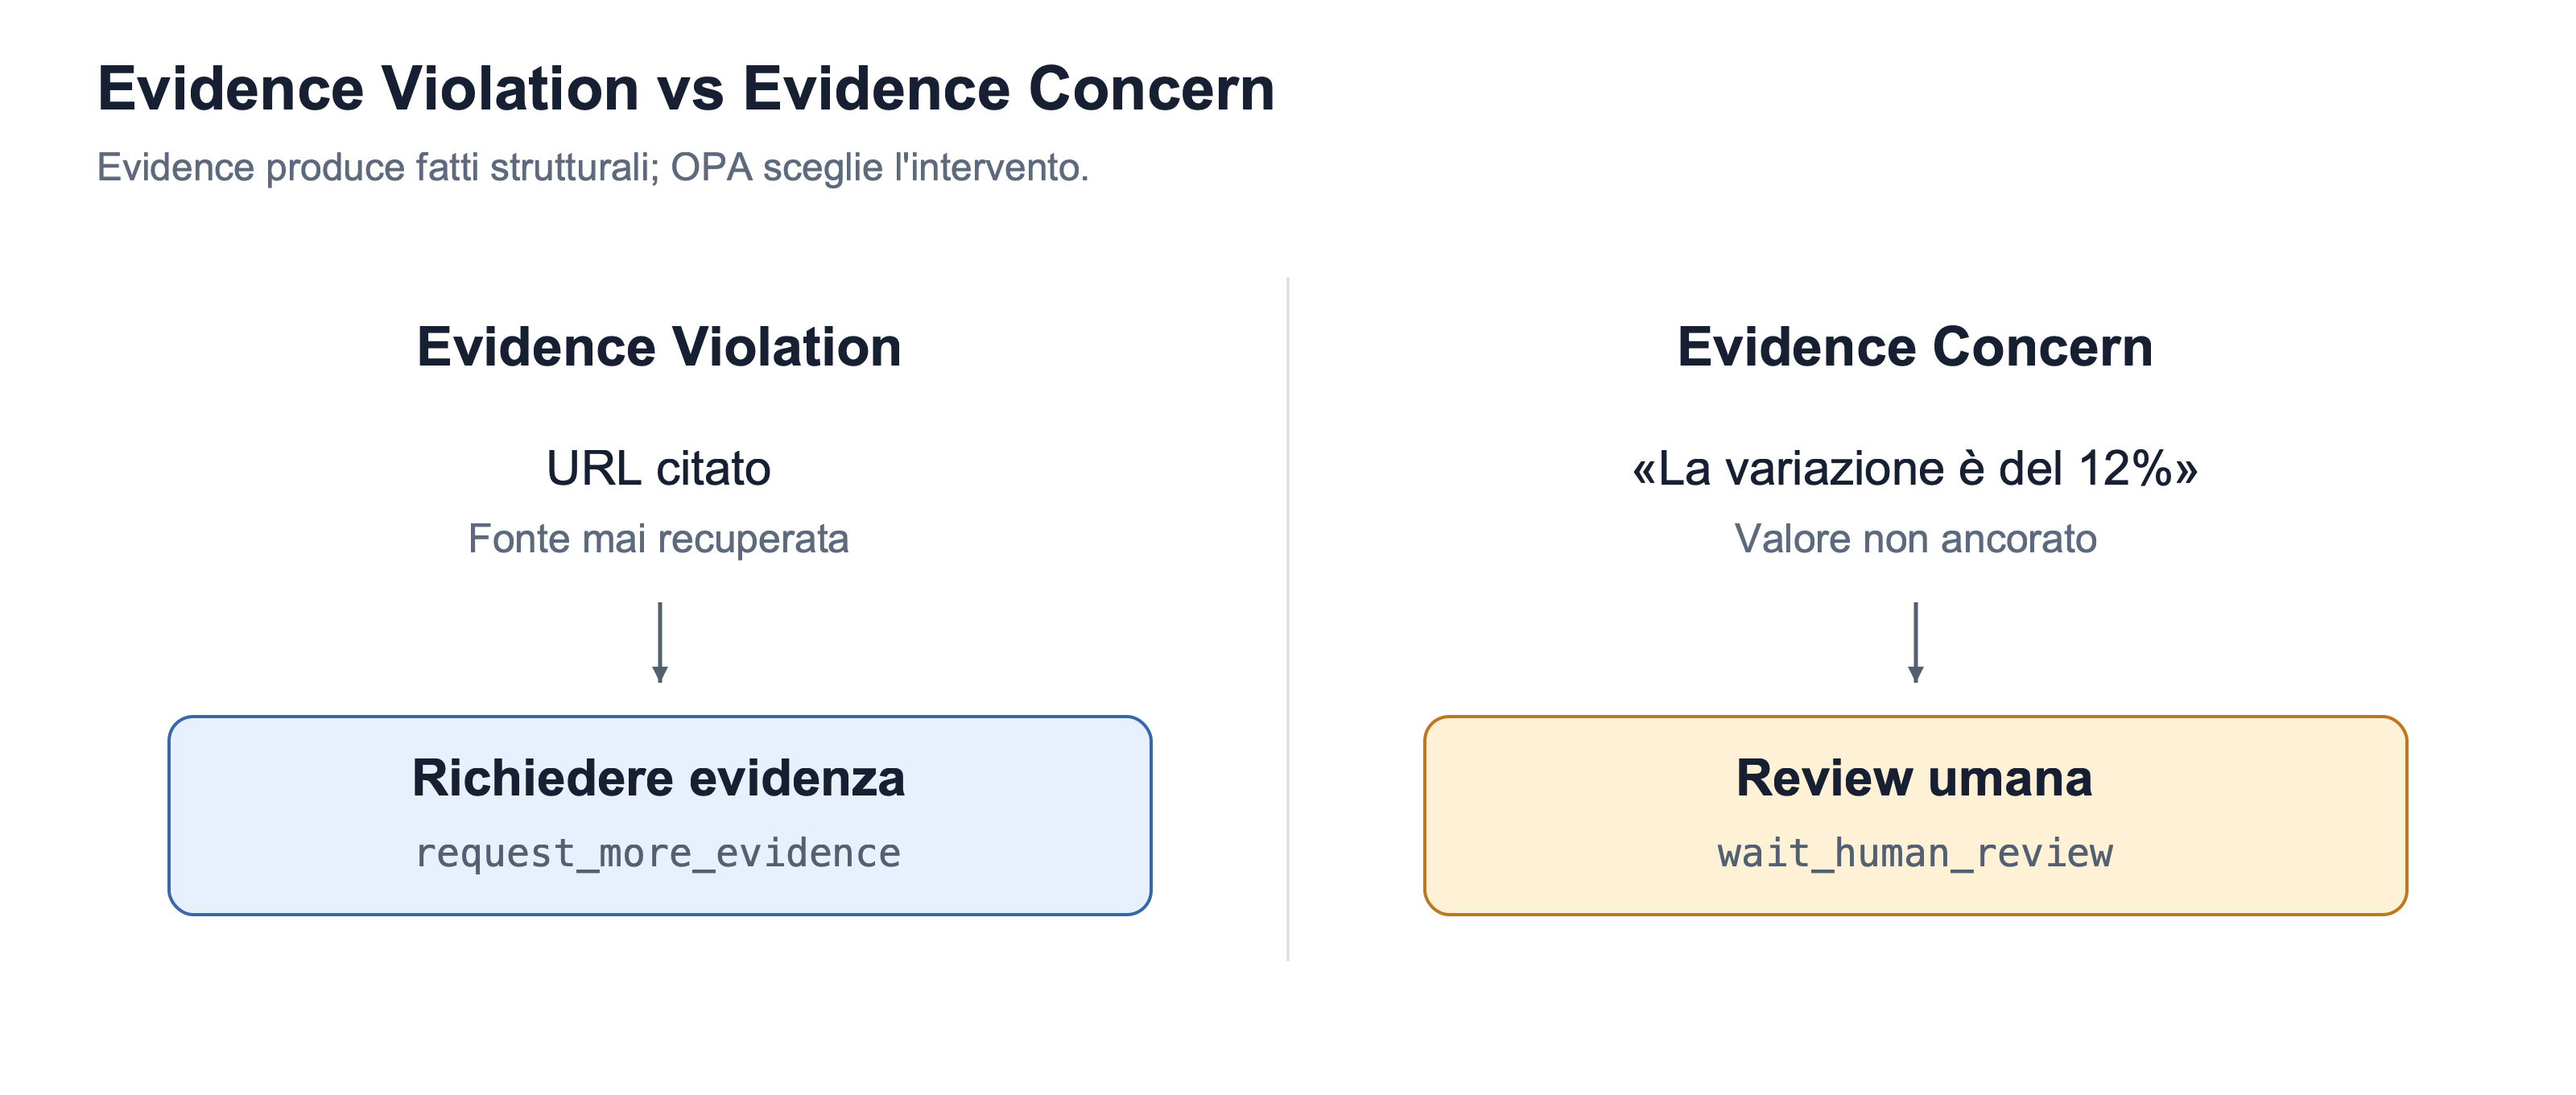 Evidence Violation vs Evidence Concern
Evidence produce fatti strutturali; OPA sceglie l'intervento.
Evidence Violation
URL citato
Fonte mai recuperata
Richiedere evidenza
request_more_evidence
Evidence Concern
«La variazione è del 12%»
Valore non ancorato
Review umana
wait_human_review